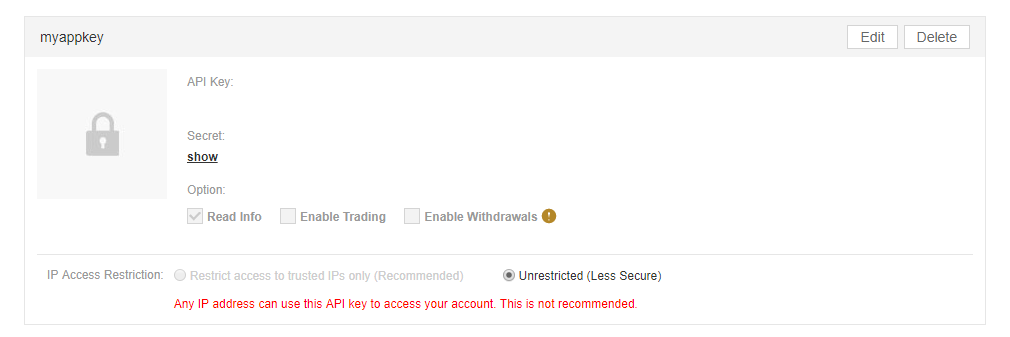 myappkey Edit Delete
API Key:
Secret:
show
Option:
Read Info Enable Trading Enable Withdrawals !
IP Access Restriction: Restrict access to trusted IPs only (Recommended) Unrestricted (Less Secure)
Any IP address can use this API key to access your account. This is not recommended.